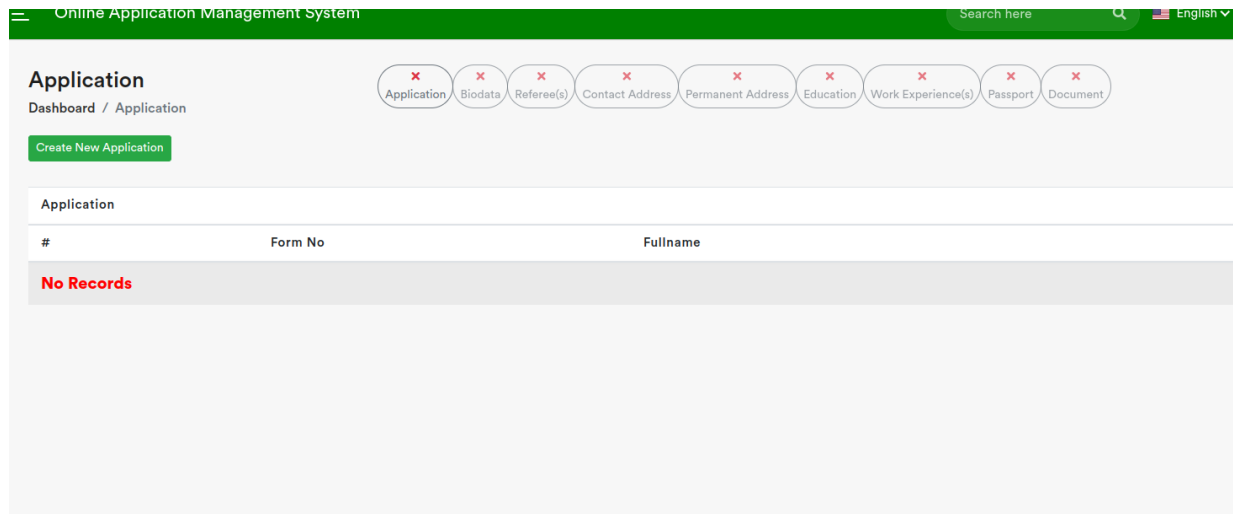 Online Application Management System Search here English
Application
Dashboard / Application
Application Biodata Referee(s) Contact Address Permanent Address Education Work Experience(s) Passport Document
Create New Application
Application
# Form No Fullname
No Records